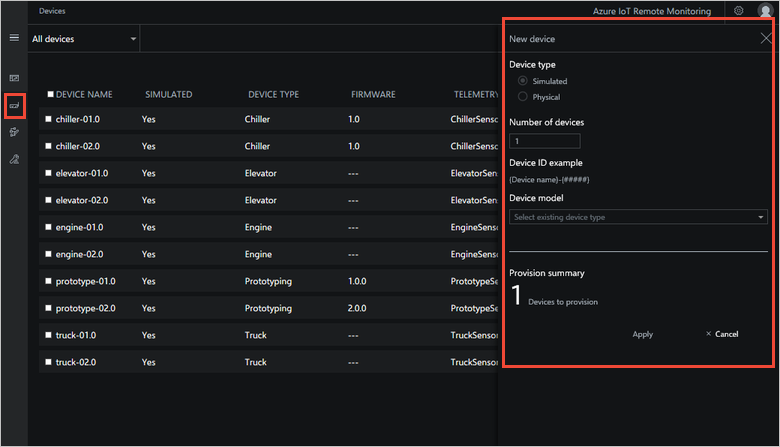 Devices
Azure IoT Remote Monitoring
All devices
New device
Device type
Simulated
Physical
Number of devices
1
Device ID example
{Device name}-{#####}
Device model
Select existing device type
Provision summary
1 Devices to provision
Apply
× Cancel
DEVICE NAME SIMULATED DEVICE TYPE FIRMWARE TELEMETRY
chiller-01.0 Yes Chiller 1.0 ChillerSenso
chiller-02.0 Yes Chiller 1.0 ChillerSenso
elevator-01.0 Yes Elevator --- ElevatorSen
elevator-02.0 Yes Elevator --- ElevatorSen
engine-01.0 Yes Engine --- EngineSenso
engine-02.0 Yes Engine --- EngineSenso
prototype-01.0 Yes Prototyping 1.0.0 PrototypeSe
prototype-02.0 Yes Prototyping 2.0.0 PrototypeSe
truck-01.0 Yes Truck --- TruckSensor
truck-02.0 Yes Truck --- TruckSensor